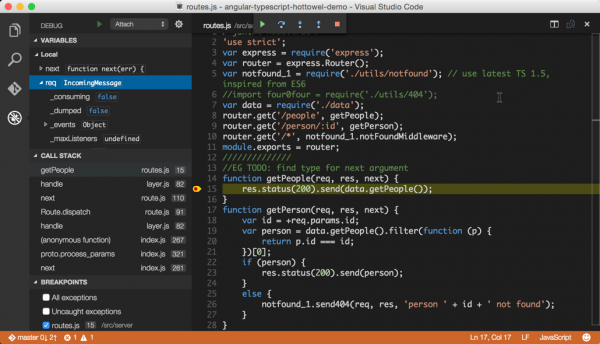 routes.js - angular-typescript-hottowel-demo - Visual Studio Code
DEBUG Attach
routes.js /src/
VARIABLES
Local
next function next(err) {
req IncomingMessage
_consuming false
_dumped false
_events Object
_maxListeners undefined
CALL STACK
getPeople routes.js 15
handle layer.js 82
next route.js 110
Route.dispatch route.js 91
handle layer.js 82
(anonymous function) index.js 267
proto.process_params index.js 321
next index.js 261
BREAKPOINTS
All exceptions
Uncaught exceptions
routes.js 15 /src/server
2 'use strict';
3 var express = require('express');
4 var router = express.Router();
5 var notfound_1 = require('./utils/notfound'); // use latest TS 1.5,
inspired from ES6
6 //import four0four = require('./utils/404');
7 var data = require('./data');
8 router.get('/people', getPeople);
9 router.get('/person/:id', getPerson);
10 router.get('/*', notfound_1.notFoundMiddleware);
11 module.exports = router;
12 //////////////
13 //EG TODO: find type for next argument
14 function getPeople(req, res, next) {
15 res.status(200).send(data.getPeople());
16 }
17 function getPerson(req, res, next) {
18 var id = +req.params.id;
19 var person = data.getPeople().filter(function (p) {
20 return p.id === id;
21 })[0];
22 if (person) {
23 res.status(200).send(person);
24 }
25 else {
26 notfound_1.send404(req, res, 'person ' + id + ' not found');
27 }
28 }
master 0↓ 2↑ 1 1
Ln 17, Col 17 LF JavaScript